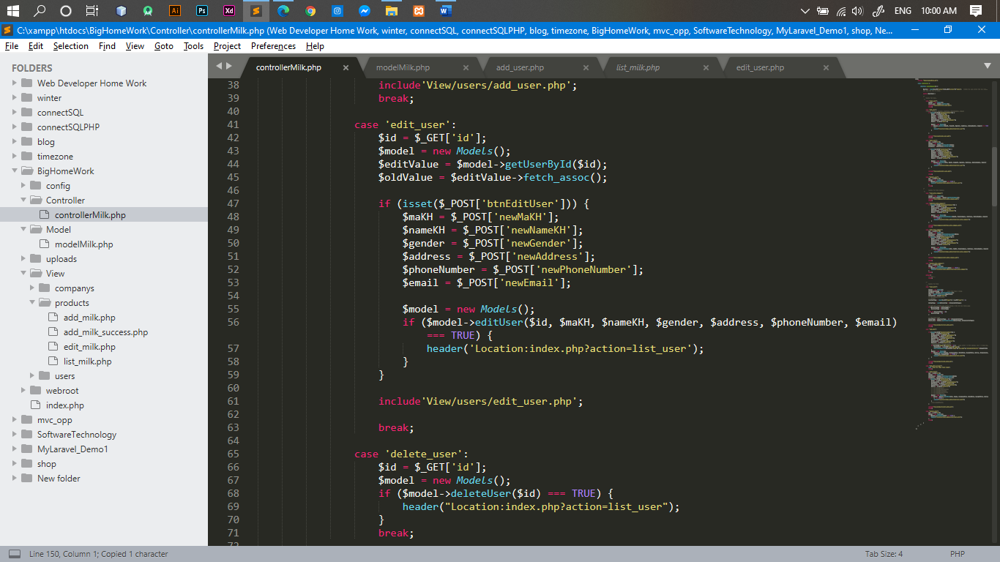 Ai
Ps
Xd
ENG
10:00 AM
C:\xampp\htdocs\BigHomeWork\Controller\controllerMilk.php (Web Developer Home Work, winter, connectSQL, connectSQLPHP, blog, timezone, BigHomeWork, mvc_opp, SoftwareTechnology, MyLaravel_Demo1, shop, Ne...
File Edit Selection Find View Goto Tools Project Preferences Help
FOLDERS
Web Developer Home Work
winter
connectSQL
connectSQLPHP
blog
timezone
BigHomeWork
config
Controller
controllerMilk.php
Model
modelMilk.php
uploads
View
companys
products
add_milk.php
add_milk_success.php
edit_milk.php
list_milk.php
users
webroot
index.php
mvc_opp
SoftwareTechnology
MyLaravel_Demo1
shop
New folder
controllerMilk.php modelMilk.php add_user.php list_milk.php edit_user.php
38 include'View/users/add_user.php';
39 break;
40
41 case 'edit_user':
42 $id = $_GET['id'];
43 $model = new Models();
44 $editValue = $model->getUserById($id);
45 $oldValue = $editValue->fetch_assoc();
46
47 if (isset($_POST['btnEditUser'])) {
48 $maKH = $_POST['newMaKH'];
49 $nameKH = $_POST['newNameKH'];
50 $gender = $_POST['newGender'];
51 $address = $_POST['newAddress'];
52 $phoneNumber = $_POST['newPhoneNumber'];
53 $email = $_POST['newEmail'];
54
55 $model = new Models();
56 if ($model->editUser($id, $maKH, $nameKH, $gender, $address, $phoneNumber, $email)
=== TRUE) {
57 header('Location:index.php?action=list_user');
58 }
59 }
60
61 include'View/users/edit_user.php';
62
63 break;
64
65 case 'delete_user':
66 $id = $_GET['id'];
67 $model = new Models();
68 if ($model->deleteUser($id) === TRUE) {
69 header("Location:index.php?action=list_user");
70 }
71 break;
72
Line 150, Column 1; Copied 1 character
Tab Size: 4
PHP